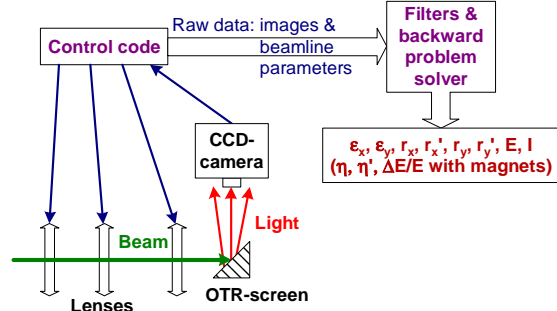 Raw data: images &
beamline
parameters
Control code
Filters &
backward
problem
solver
CCD-
camera
εx, εy, rx, rx', ry, ry', E, I
(η, η', ΔE/E with magnets)
Light
Beam
Lenses
OTR-screen